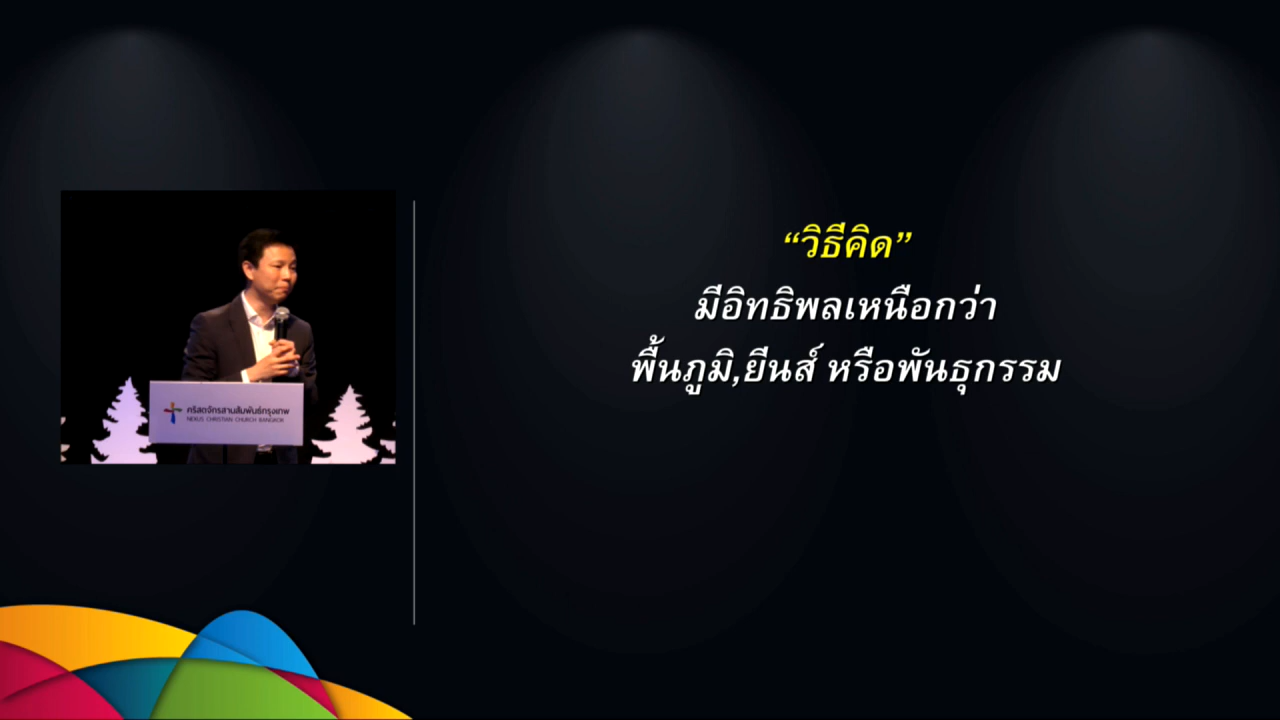 “วิธีคิด”
มีอิทธิพลเหนือกว่า
พื้นภูมิ,ยีนส์ หรือพันธุกรรม
คริสตจักรสานสัมพันธ์กรุงเทพ
NEXUS CHRISTIAN CHURCH BANGKOK